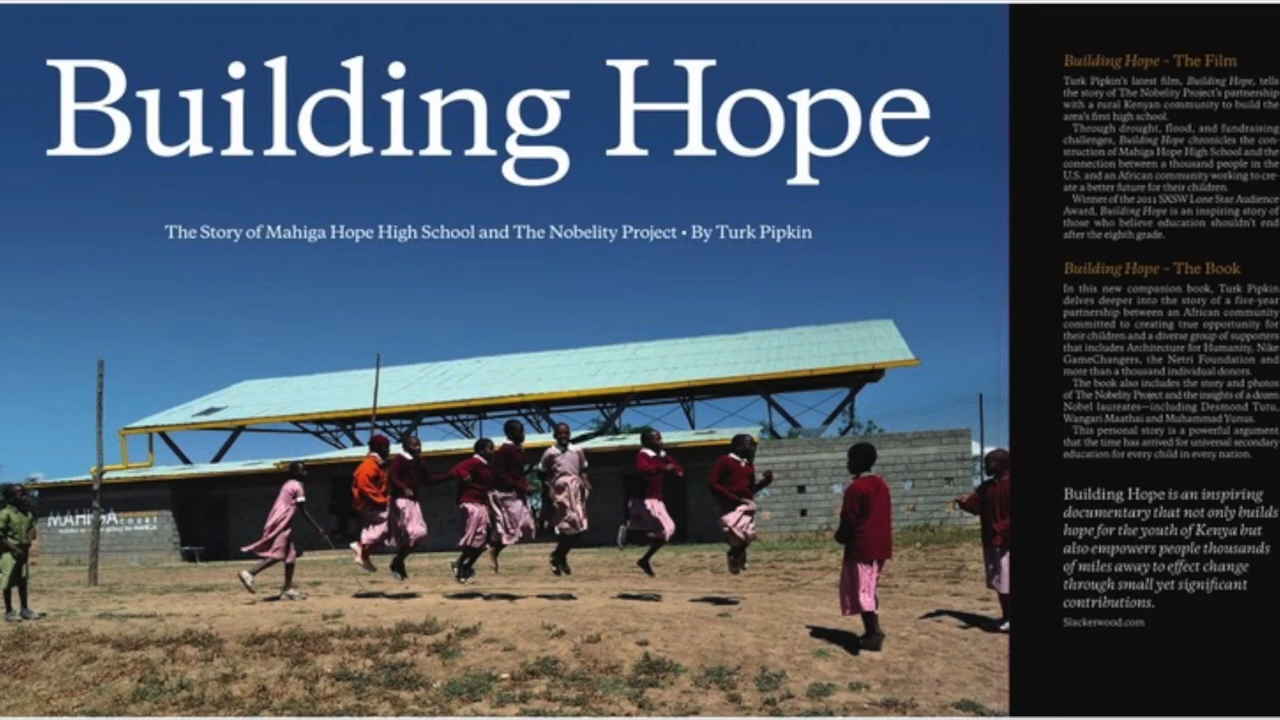 Building Hope
The Story of Mahiga Hope High School and The Nobelity Project • By Turk Pipkin
MAHIGA COURT
Building Hope – The Film
Turk Pipkin's latest film, Building Hope, tells
the story of The Nobelity Project's partnership
with a rural Kenyan community to build the
area's first high school.
Through drought, flood, and fundraising
challenges, Building Hope chronicles the con-
struction of Mahiga Hope High School and the
connection between a thousand people in the
U.S. and an African community working to cre-
ate a better future for their children.
Winner of the 2011 SXSW Lone Star Audience
Award, Building Hope is an inspiring story of
those who believe education shouldn't end
after the eighth grade.
Building Hope – The Book
In this new companion book, Turk Pipkin
delves deeper into the story of a five-year
partnership between an African community
committed to creating true opportunity for
their children and a diverse group of supporters
that includes Architecture for Humanity, Nike
GameChangers, the Netri Foundation and
more than a thousand individual donors.
The book also includes the story and photos
of The Nobelity Project and the insights of a dozen
Nobel laureates—including Desmond Tutu,
Wangari Maathai and Muhammad Yunus.
This personal story is a powerful argument
that the time has arrived for universal secondary
education for every child in every nation.
Building Hope is an inspiring
documentary that not only builds
hope for the youth of Kenya but
also empowers people thousands
of miles away to effect change
through small yet significant
contributions.
Slackerwood.com